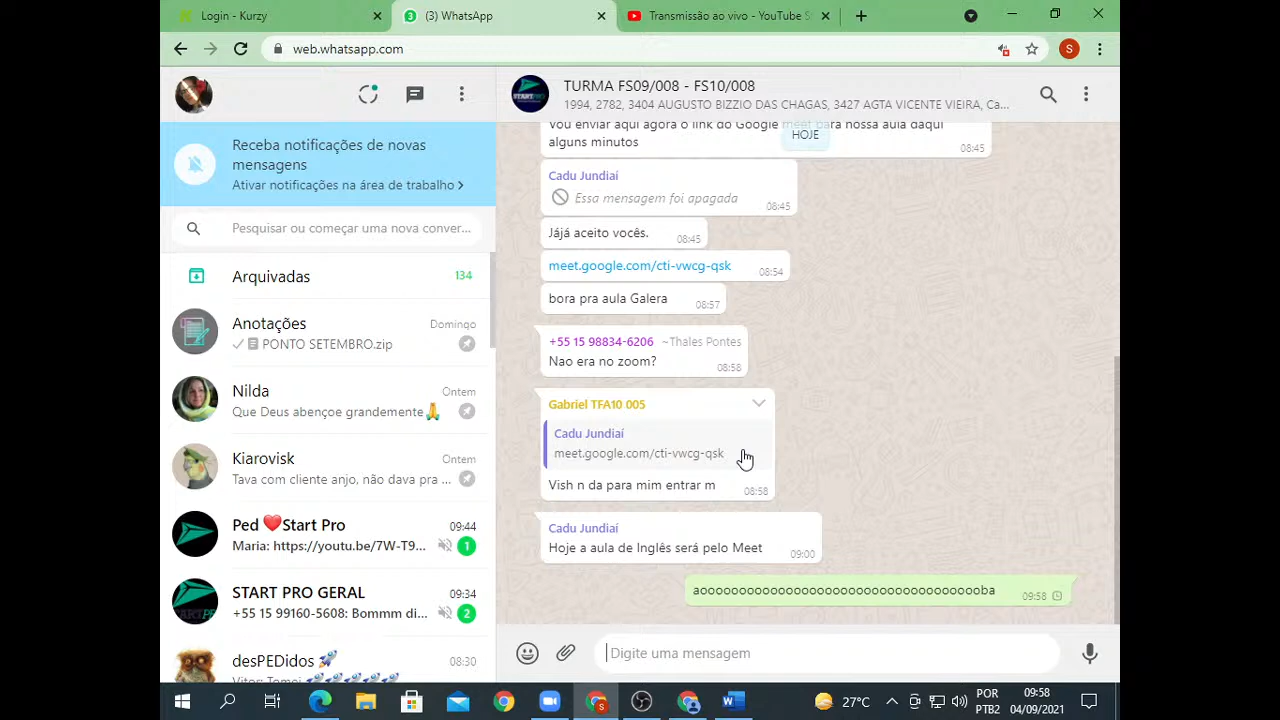 Login - Kurzy
(3) WhatsApp
Transmissão ao vivo - YouTube S
web.whatsapp.com
S
TURMA FS09/008 - FS10/008
1994, 2782, 3404 AUGUSTO BIZZIO DAS CHAGAS, 3427 AGTA VICENTE VIEIRA, Ca...
Receba notificações de novas
mensagens
Ativar notificações na área de trabalho
Pesquisar ou começar uma nova conver...
Arquivadas
134
Anotações
Domingo
PONTO SETEMBRO.zip
Nilda
Ontem
Que Deus abençoe grandemente🙏
Kiarovisk
Ontem
Tava com cliente anjo, não dava pra ...
Ped ❤️Start Pro
09:44
Maria: https://youtu.be/7W-T9...
1
START PRO GERAL
09:34
+55 15 99160-5608: Bommm di...
2
desPEDidos 🚀
08:30
Vitor: Tomei 🚀🚀🚀🚀🚀
Vou enviar aqui agora o link do Google meet para nossa aula daqui
alguns minutos
08:45
HOJE
Cadu Jundiaí
Essa mensagem foi apagada
08:45
Jájá aceito vocês.
08:45
meet.google.com/cti-vwcg-qsk
08:54
bora pra aula Galera
08:57
+55 15 98834-6206 ~Thales Pontes
Nao era no zoom?
08:58
Gabriel TFA10 005
Cadu Jundiaí
meet.google.com/cti-vwcg-qsk
Vish n da para mim entrar m
08:58
Cadu Jundiaí
Hoje a aula de Inglês será pelo Meet
09:00
aoooooooooooooooooooooooooooooooooooba
09:58
Digite uma mensagem
27°C
POR
PTB2
09:58
04/09/2021